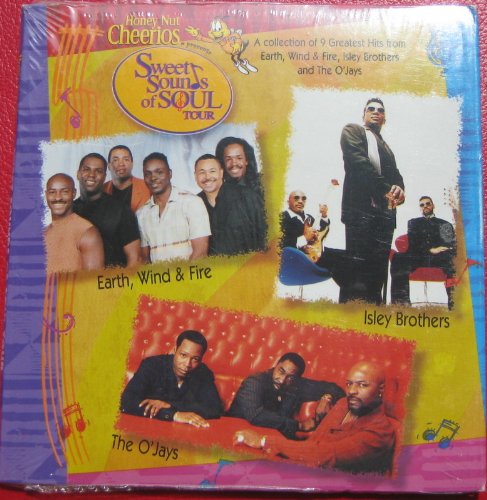 Honey Nut
Cheerios
presents
Sweet
Sounds
of SOUL
TOUR
A collection of 9 Greatest Hits from
Earth, Wind & Fire, Isley Brothers
and The O'Jays
Earth, Wind & Fire
Isley Brothers
The O'Jays